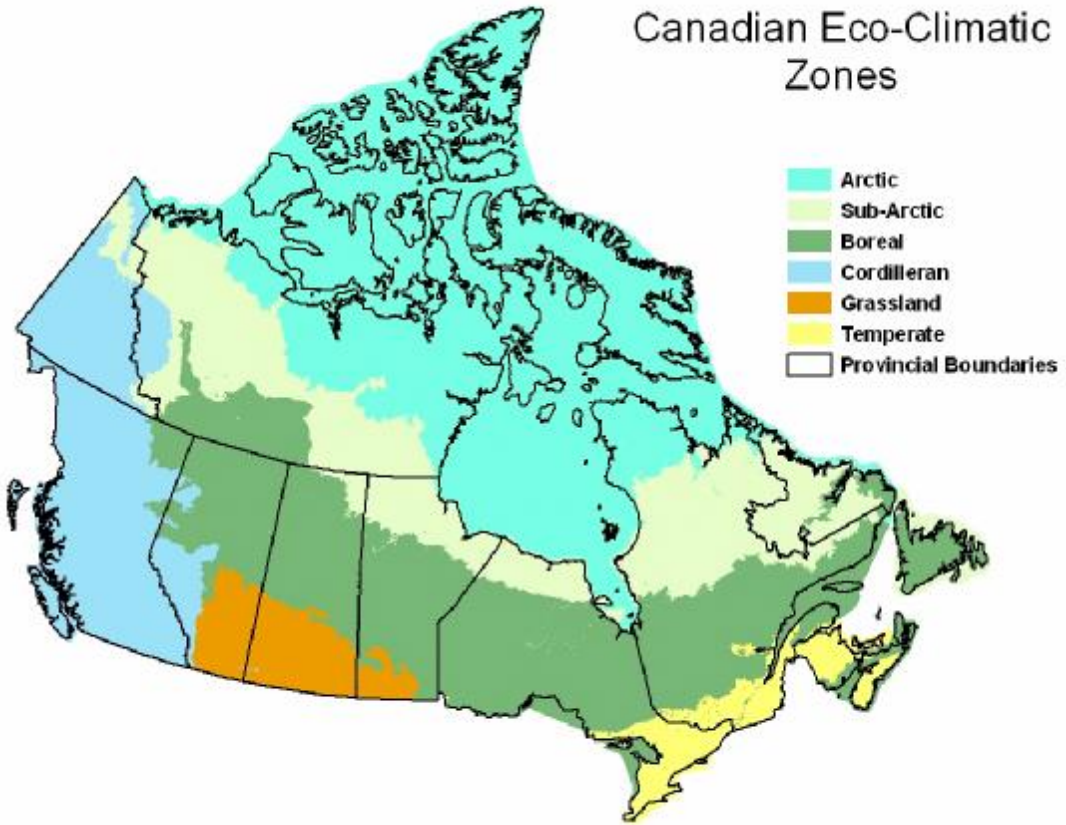 Canadian Eco-Climatic
Zones
Arctic
Sub-Arctic
Boreal
Cordilleran
Grassland
Temperate
Provincial Boundaries